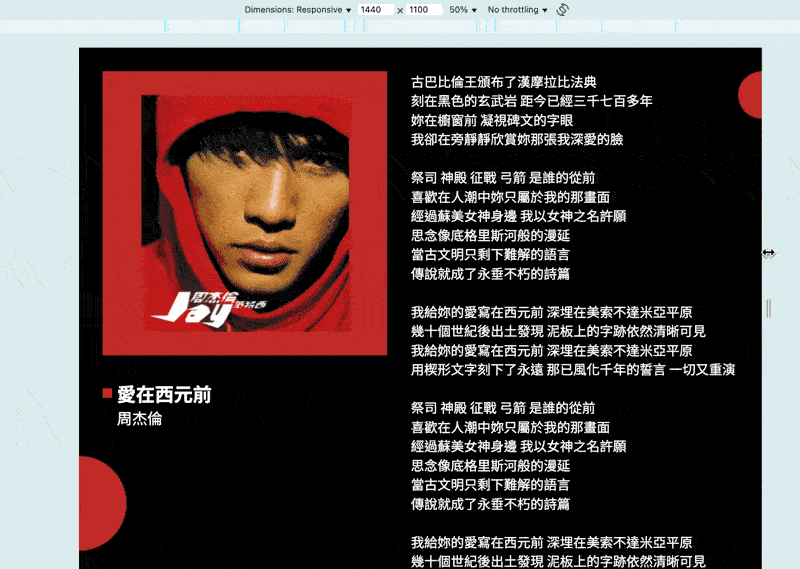 Dimensions: Responsive ▼ 1440 × 1100 50% ▼ No throttling ▼
周杰倫
范特西
Jay
愛在西元前
周杰倫
古巴比倫王頒布了漢摩拉比法典
刻在黑色的玄武岩 距今已經三千七百多年
妳在櫥窗前 凝視碑文的字眼
我卻在旁靜靜欣賞妳那張我深愛的臉
祭司 神殿 征戰 弓箭 是誰的從前
喜歡在人潮中妳只屬於我的那畫面
經過蘇美女神身邊 我以女神之名許願
思念像底格里斯河般的漫延
當古文明只剩下難解的語言
傳說就成了永垂不朽的詩篇
我給妳的愛寫在西元前 深埋在美索不達米亞平原
幾十個世紀後出土發現 泥板上的字跡依然清晰可見
我給妳的愛寫在西元前 深埋在美索不達米亞平原
用楔形文字刻下了永遠 那已風化千年的誓言 一切又重演
祭司 神殿 征戰 弓箭 是誰的從前
喜歡在人潮中妳只屬於我的那畫面
經過蘇美女神身邊 我以女神之名許願
思念像底格里斯河般的漫延
當古文明只剩下難解的語言
傳說就成了永垂不朽的詩篇
我給妳的愛寫在西元前 深埋在美索不達米亞平原
幾十個世紀後出土發現 泥板上的字跡依然清晰可見